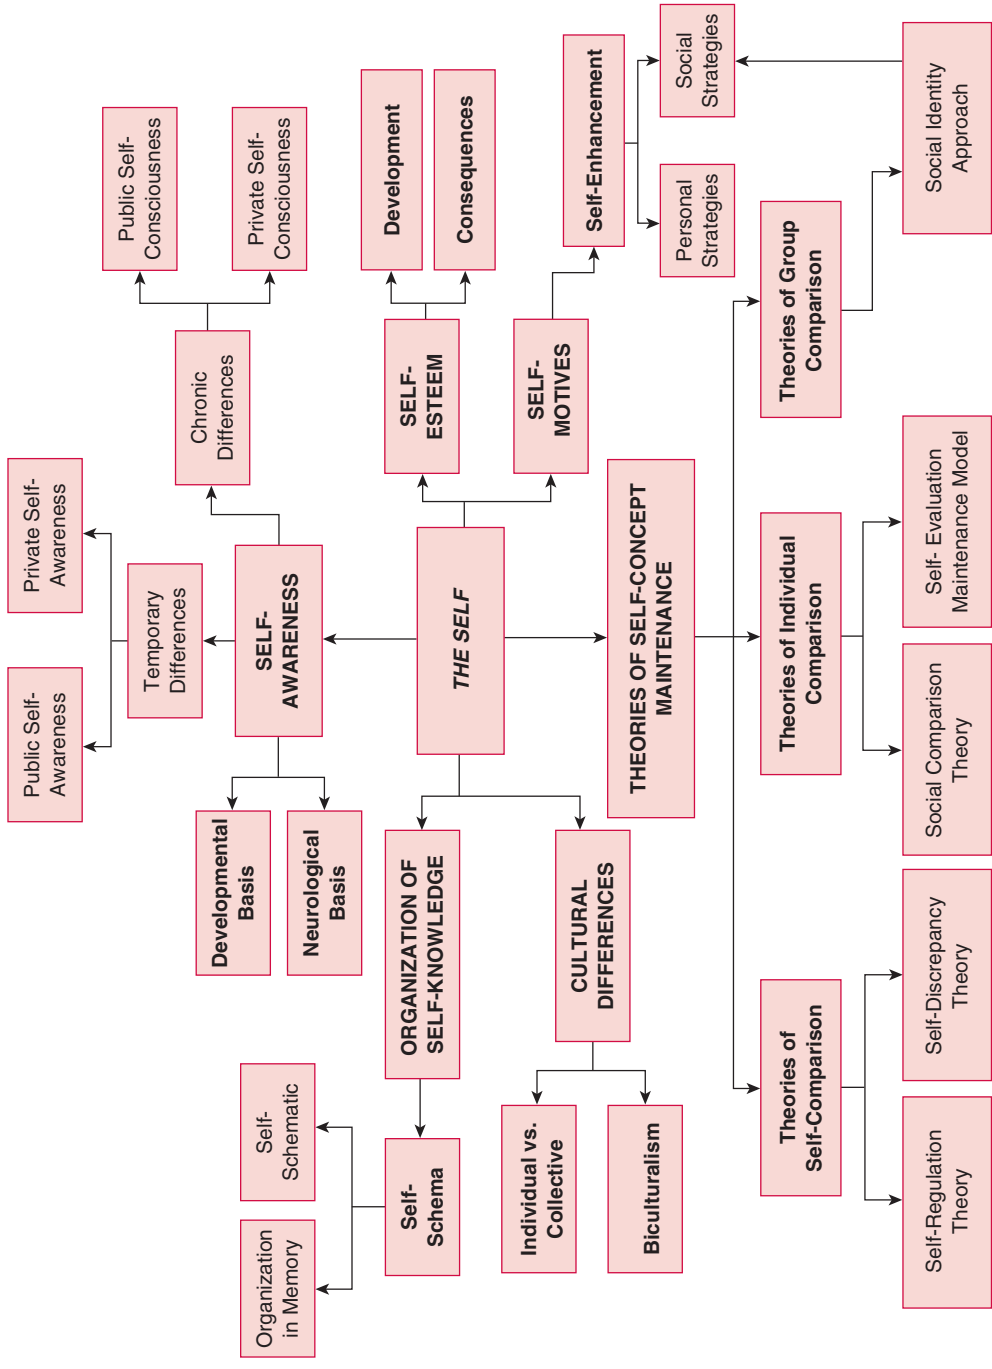 Public Self-
Awareness
Private Self-
Awareness
Temporary
Differences
Public Self-
Consciousness
Private Self-
Consciousness
Chronic
Differences
Developmental
Basis
Neurological
Basis
SELF-
AWARENESS
Organization
in Memory
Self-
Schematic
Self-
Schema
ORGANIZATION OF
SELF-KNOWLEDGE
THE SELF
SELF-
ESTEEM
Development
Consequences
Individual vs.
Collective
Biculturalism
CULTURAL
DIFFERENCES
SELF-
MOTIVES
Self-Enhancement
Personal
Strategies
Social
Strategies
THEORIES OF SELF-CONCEPT
MAINTENANCE
Theories of
Self-Comparison
Theories of Individual
Comparison
Theories of Group
Comparison
Self-Regulation
Theory
Self-Discrepancy
Theory
Social Comparison
Theory
Self- Evaluation
Maintenance Model
Social Identity
Approach